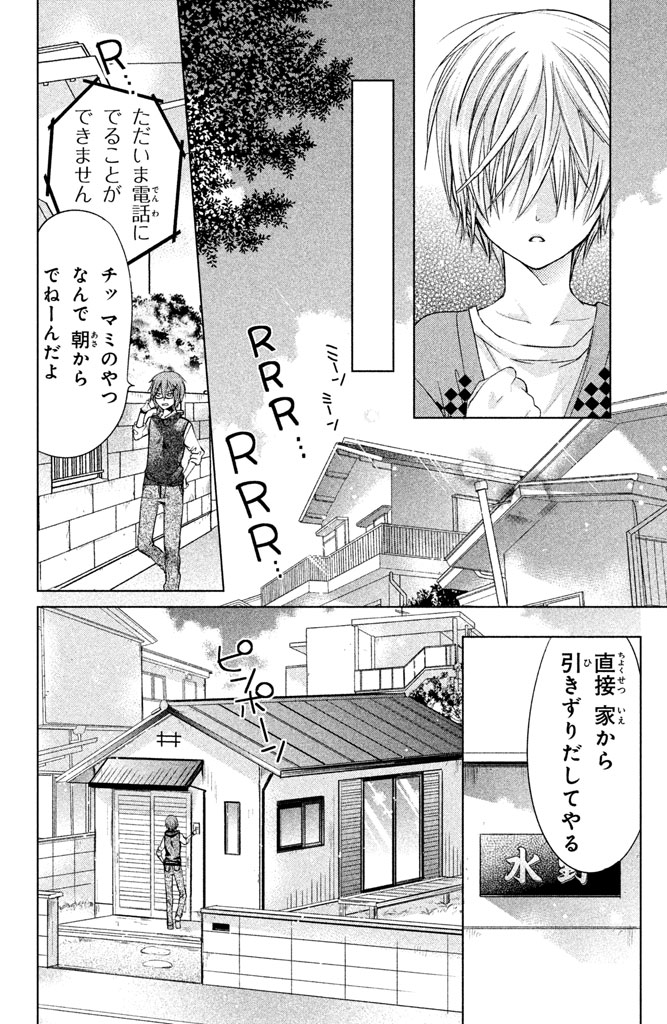 ミーン
ミーン
RRR…
RRR…
R…
ただいま電話に
でることが
できません
チッ マミのやつ
なんで 朝から
でねーんだよ
直接 家から
引きずりだしてやる
水野
ピンポーン